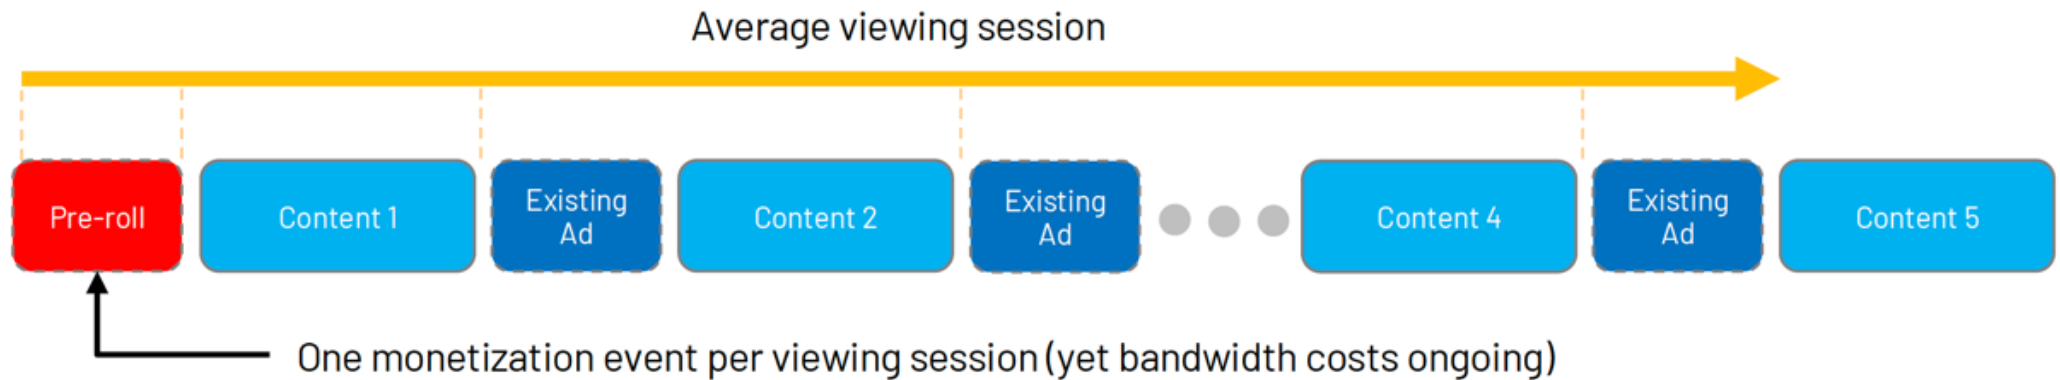 Average viewing session
Pre-roll
Content 1
Existing
Ad
Content 2
Existing
Ad
Content 4
Existing
Ad
Content 5
One monetization event per viewing session (yet bandwidth costs ongoing)